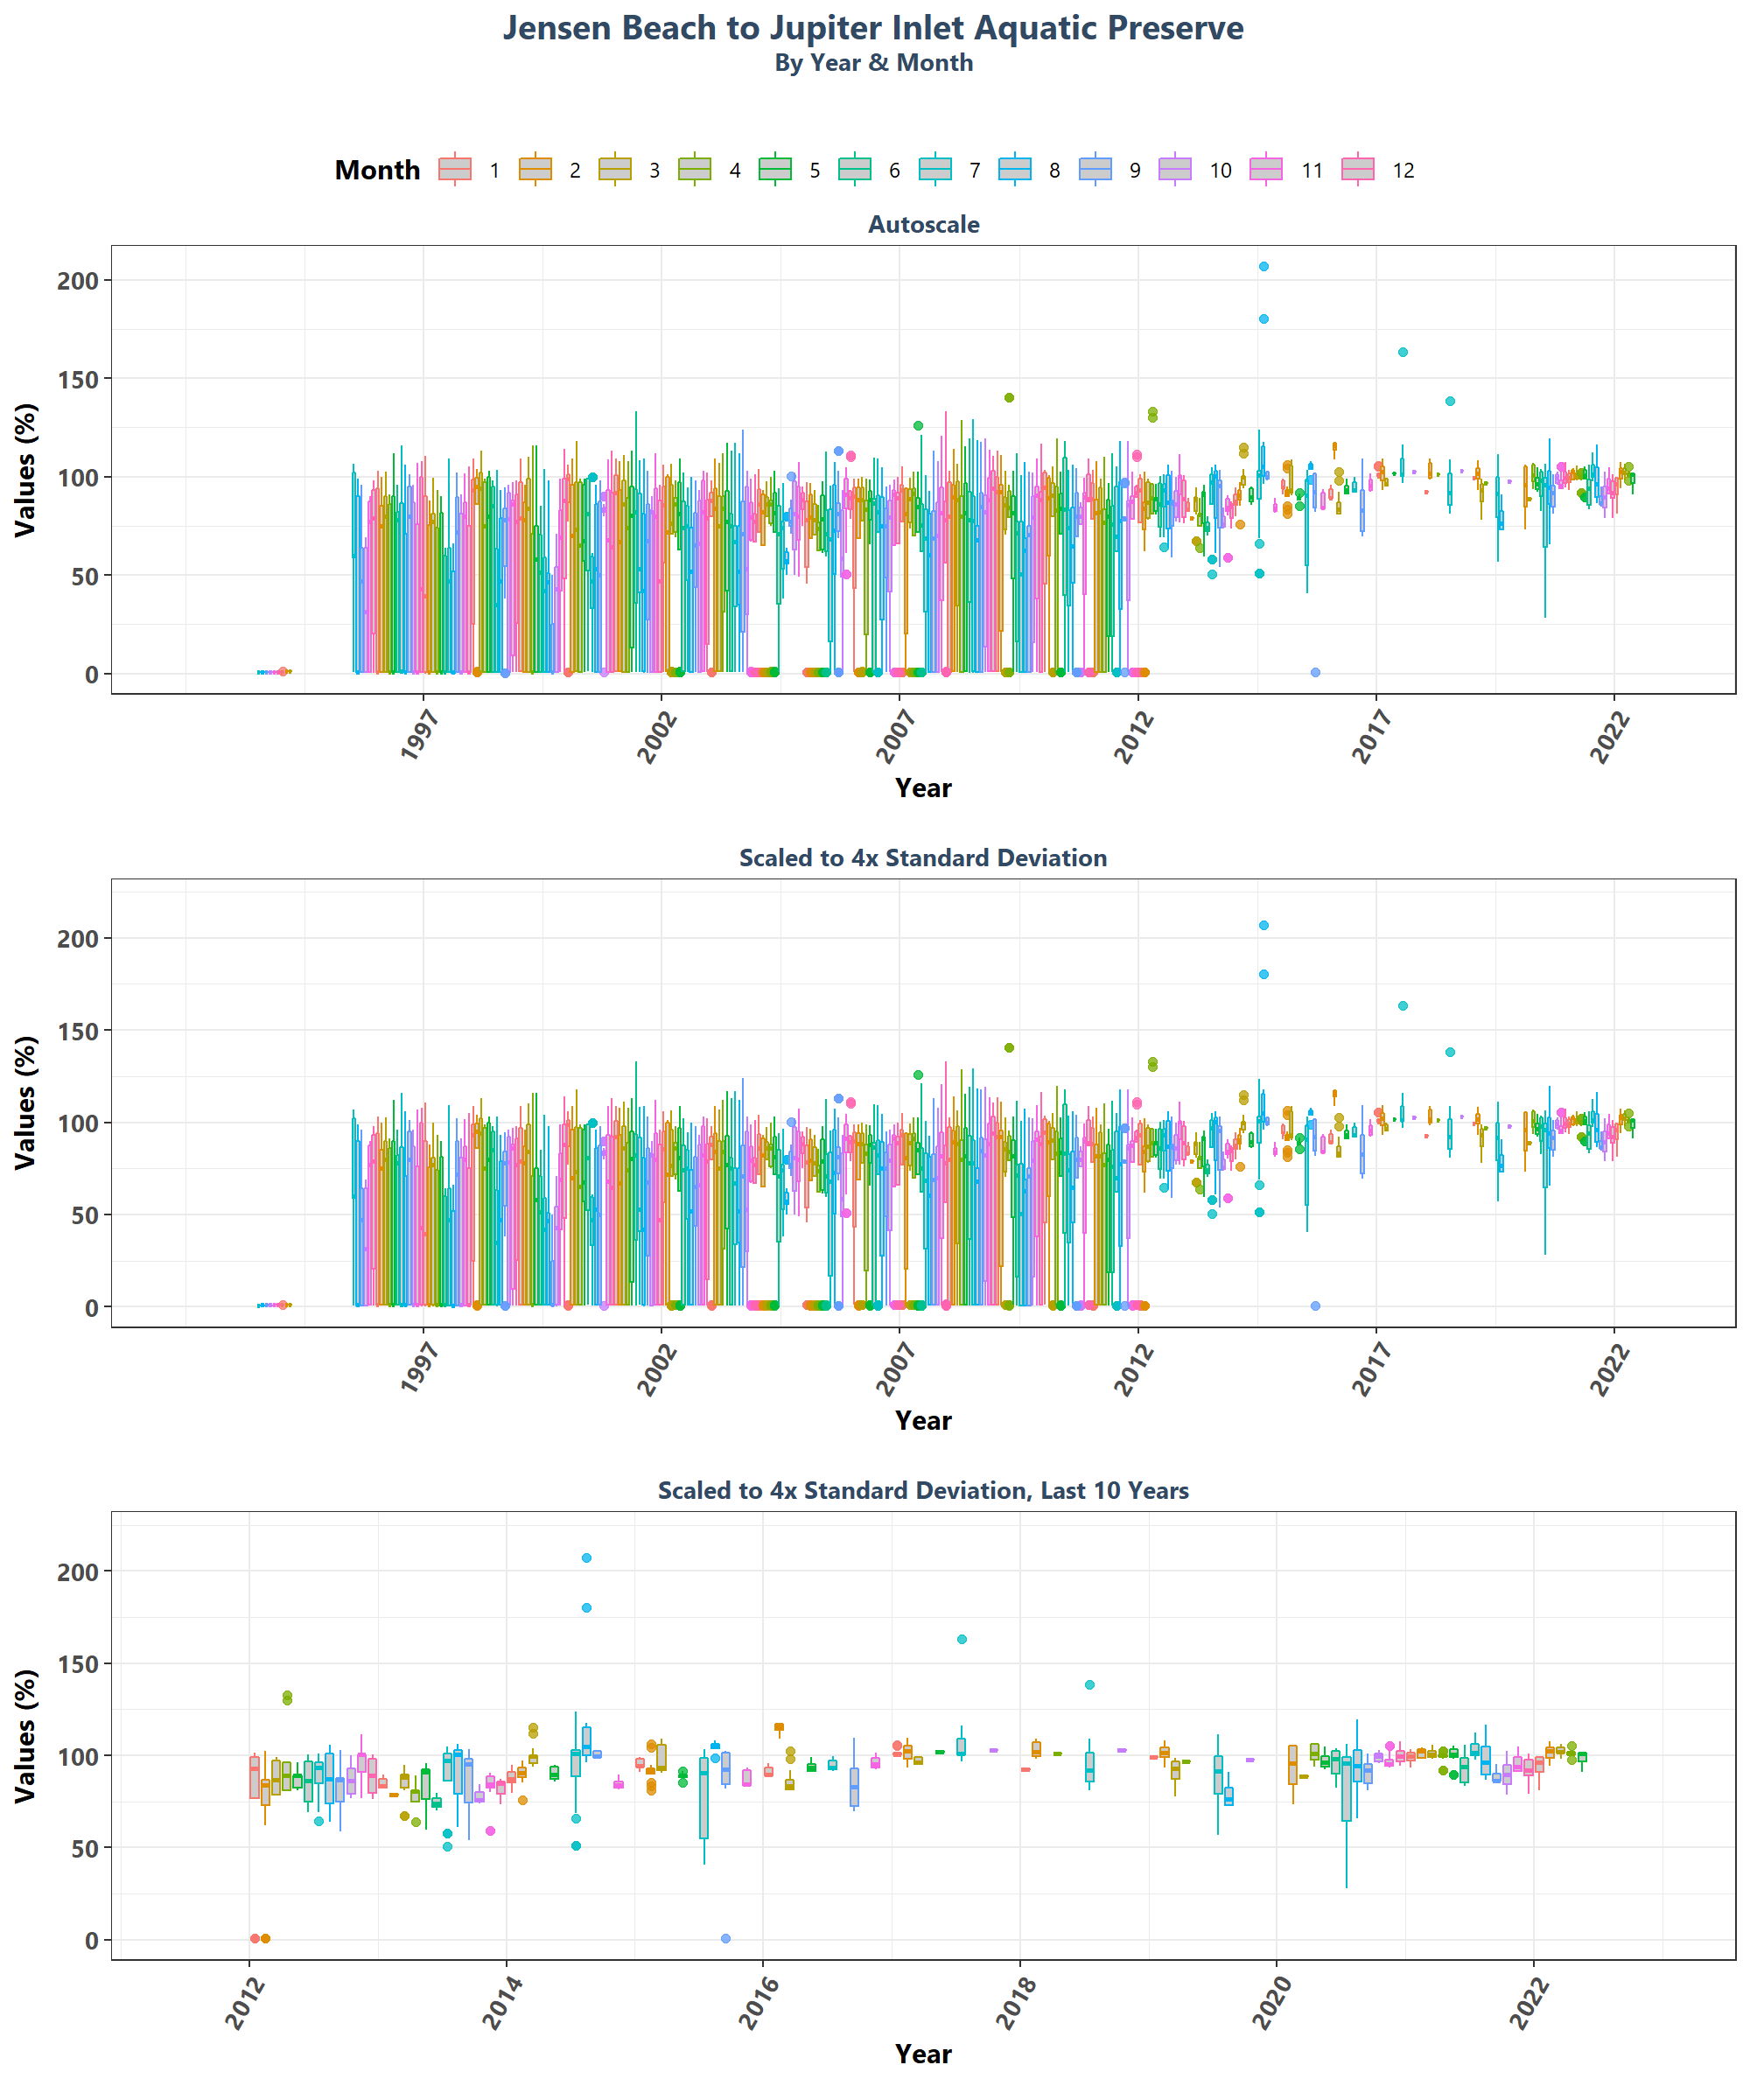 Jensen Beach to Jupiter Inlet Aquatic Preserve
By Year & Month
Month 1 2 3 4 5 6 7 8 9 10 11 12
Autoscale
Values (%)
200
150
100
50
0
1997 2002 2007 2012 2017 2022
Year
Scaled to 4x Standard Deviation
Values (%)
200
150
100
50
0
1997 2002 2007 2012 2017 2022
Year
Scaled to 4x Standard Deviation, Last 10 Years
Values (%)
200
150
100
50
0
2012 2014 2016 2018 2020 2022
Year